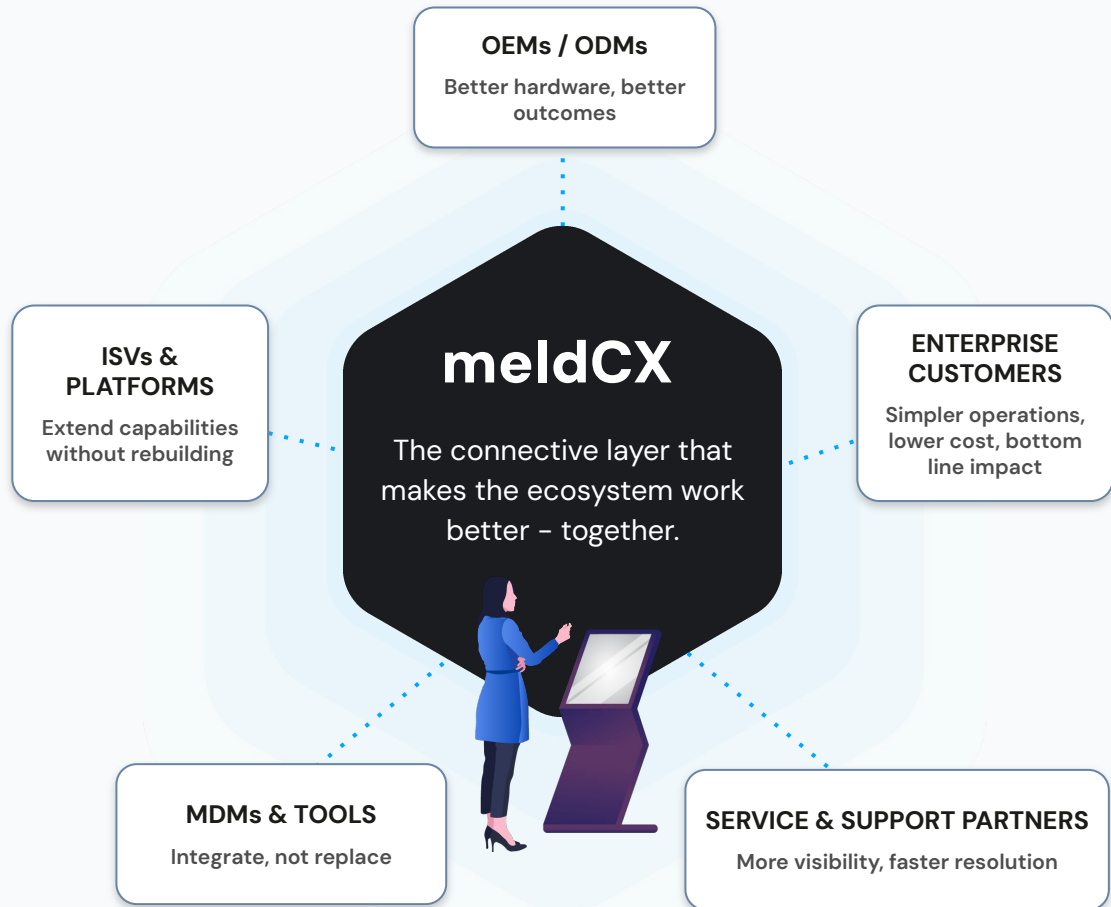 OEMs / ODMs
Better hardware, better
outcomes
ISVs &
PLATFORMS
Extend capabilities
without rebuilding
meldCX
The connective layer that
makes the ecosystem work
better - together.
ENTERPRISE
CUSTOMERS
Simpler operations,
lower cost, bottom
line impact
MDMs & TOOLS
Integrate, not replace
SERVICE & SUPPORT PARTNERS
More visibility, faster resolution